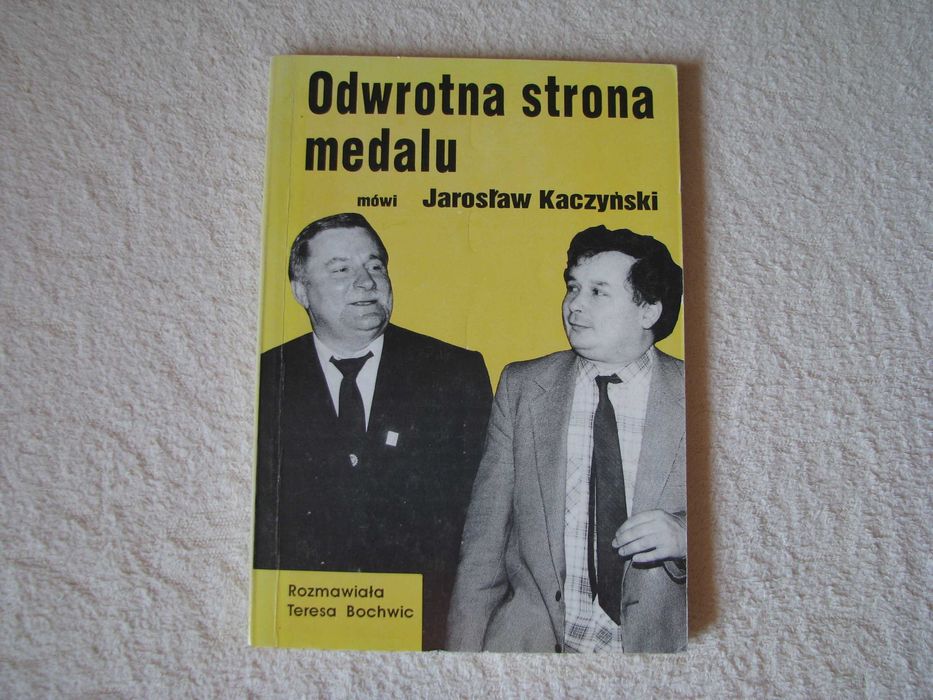 Odwrotna strona
medalu
mówi Jarosław Kaczyński
Rozmawiała
Teresa Bochwic